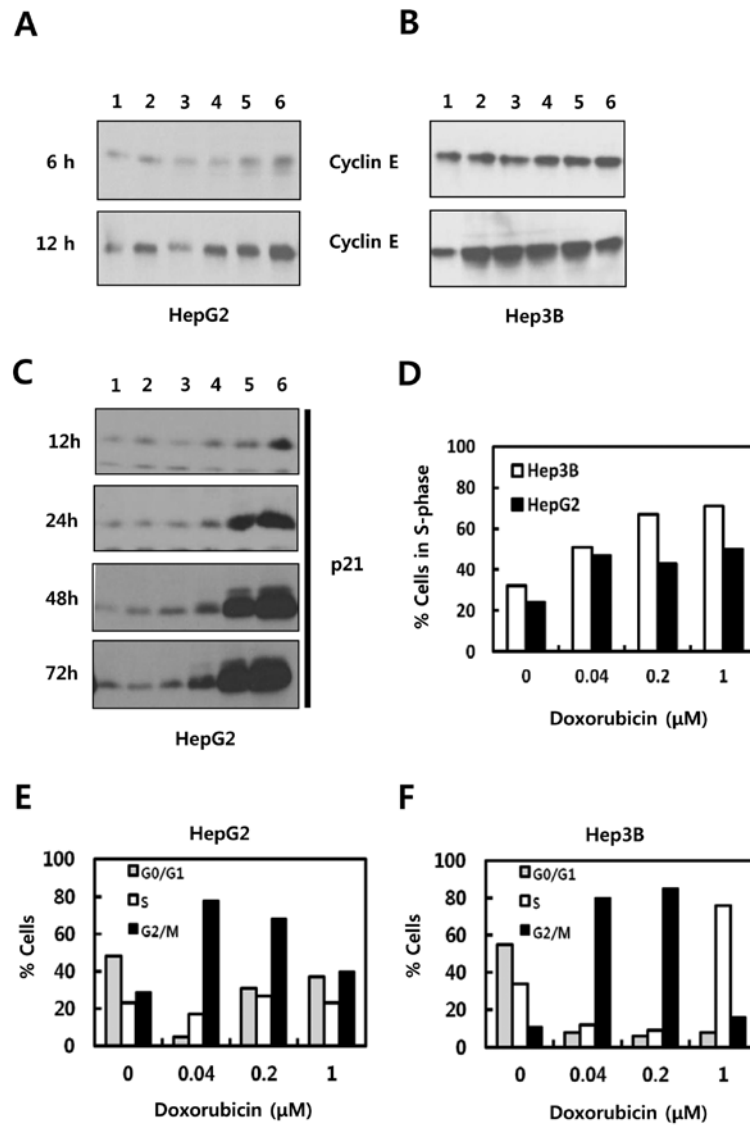 A
B
1 2 3 4 5 6
1 2 3 4 5 6
6 h
Cyclin E
12 h
Cyclin E
HepG2
Hep3B
C
D
1 2 3 4 5 6
12h
24h
48h
72h
p21
HepG2
% Cells in S-phase
100
80
60
40
20
0
Hep3B
HepG2
0 0.04 0.2 1
Doxorubicin (µM)
E
F
HepG2
% Cells
100
80
60
40
20
0
G0/G1
S
G2/M
0 0.04 0.2 1
Doxorubicin (µM)
Hep3B
% Cells
100
80
60
40
20
0
G0/G1
S
G2/M
0 0.04 0.2 1
Doxorubicin (µM)